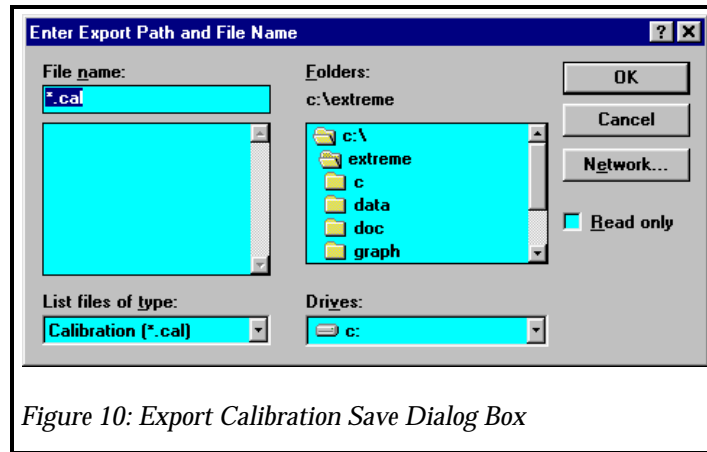 Enter Export Path and File Name
File name:
*.cal
Folders:
c:\extreme
c:\
extreme
c
data
doc
graph
OK
Cancel
Network...
Read only
List files of type:
Calibration (*.cal)
Drives:
c:
Figure 10: Export Calibration Save Dialog Box